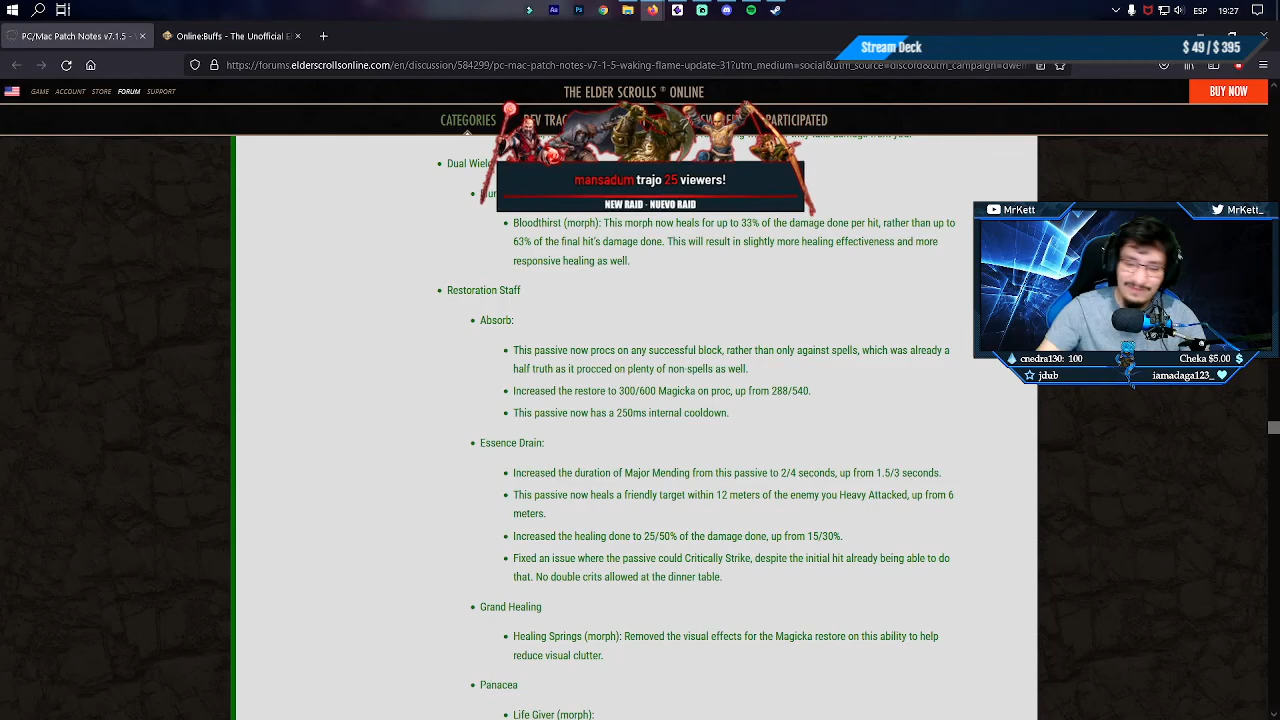 19:27
PC/Mac Patch Notes v7.1.5 -
Online:Buffs - The Unofficial El
Stream Deck
$ 49 / $ 395
https://forums.elderscrollsonline.com/en/discussion/584299/pc-mac-patch-notes-v7-1-5-waking-flame-update-31?utm_medium=social&utm_source=discord&utm_campaign=dwem
GAME ACCOUNT STORE FORUM SUPPORT
THE ELDER SCROLLS ® ONLINE
BUY NOW
CATEGORIES
DEV TRAC
PARTICIPATED
mansadum trajo 25 viewers!
NEW RAID - NUEVO RAID
Dual Wield
Bloodthirst (morph): This morph now heals for up to 33% of the damage done per hit, rather than up to
63% of the final hit's damage done. This will result in slightly more healing effectiveness and more
responsive healing as well.
Restoration Staff
Absorb:
This passive now procs on any successful block, rather than only against spells, which was already a
half truth as it procced on plenty of non-spells as well.
Increased the restore to 300/600 Magicka on proc, up from 288/540.
This passive now has a 250ms internal cooldown.
Essence Drain:
Increased the duration of Major Mending from this passive to 2/4 seconds, up from 1.5/3 seconds.
This passive now heals a friendly target within 12 meters of the enemy you Heavy Attacked, up from 6
meters.
Increased the healing done to 25/50% of the damage done, up from 15/30%.
Fixed an issue where the passive could Critically Strike, despite the initial hit already being able to do
that. No double crits allowed at the dinner table.
Grand Healing
Healing Springs (morph): Removed the visual effects for the Magicka restore on this ability to help
reduce visual clutter.
Panacea
Life Giver (morph):
MrKett
MrKett_
cnedra130: 100
Cheka $5.00
jdub
iamadaga123_